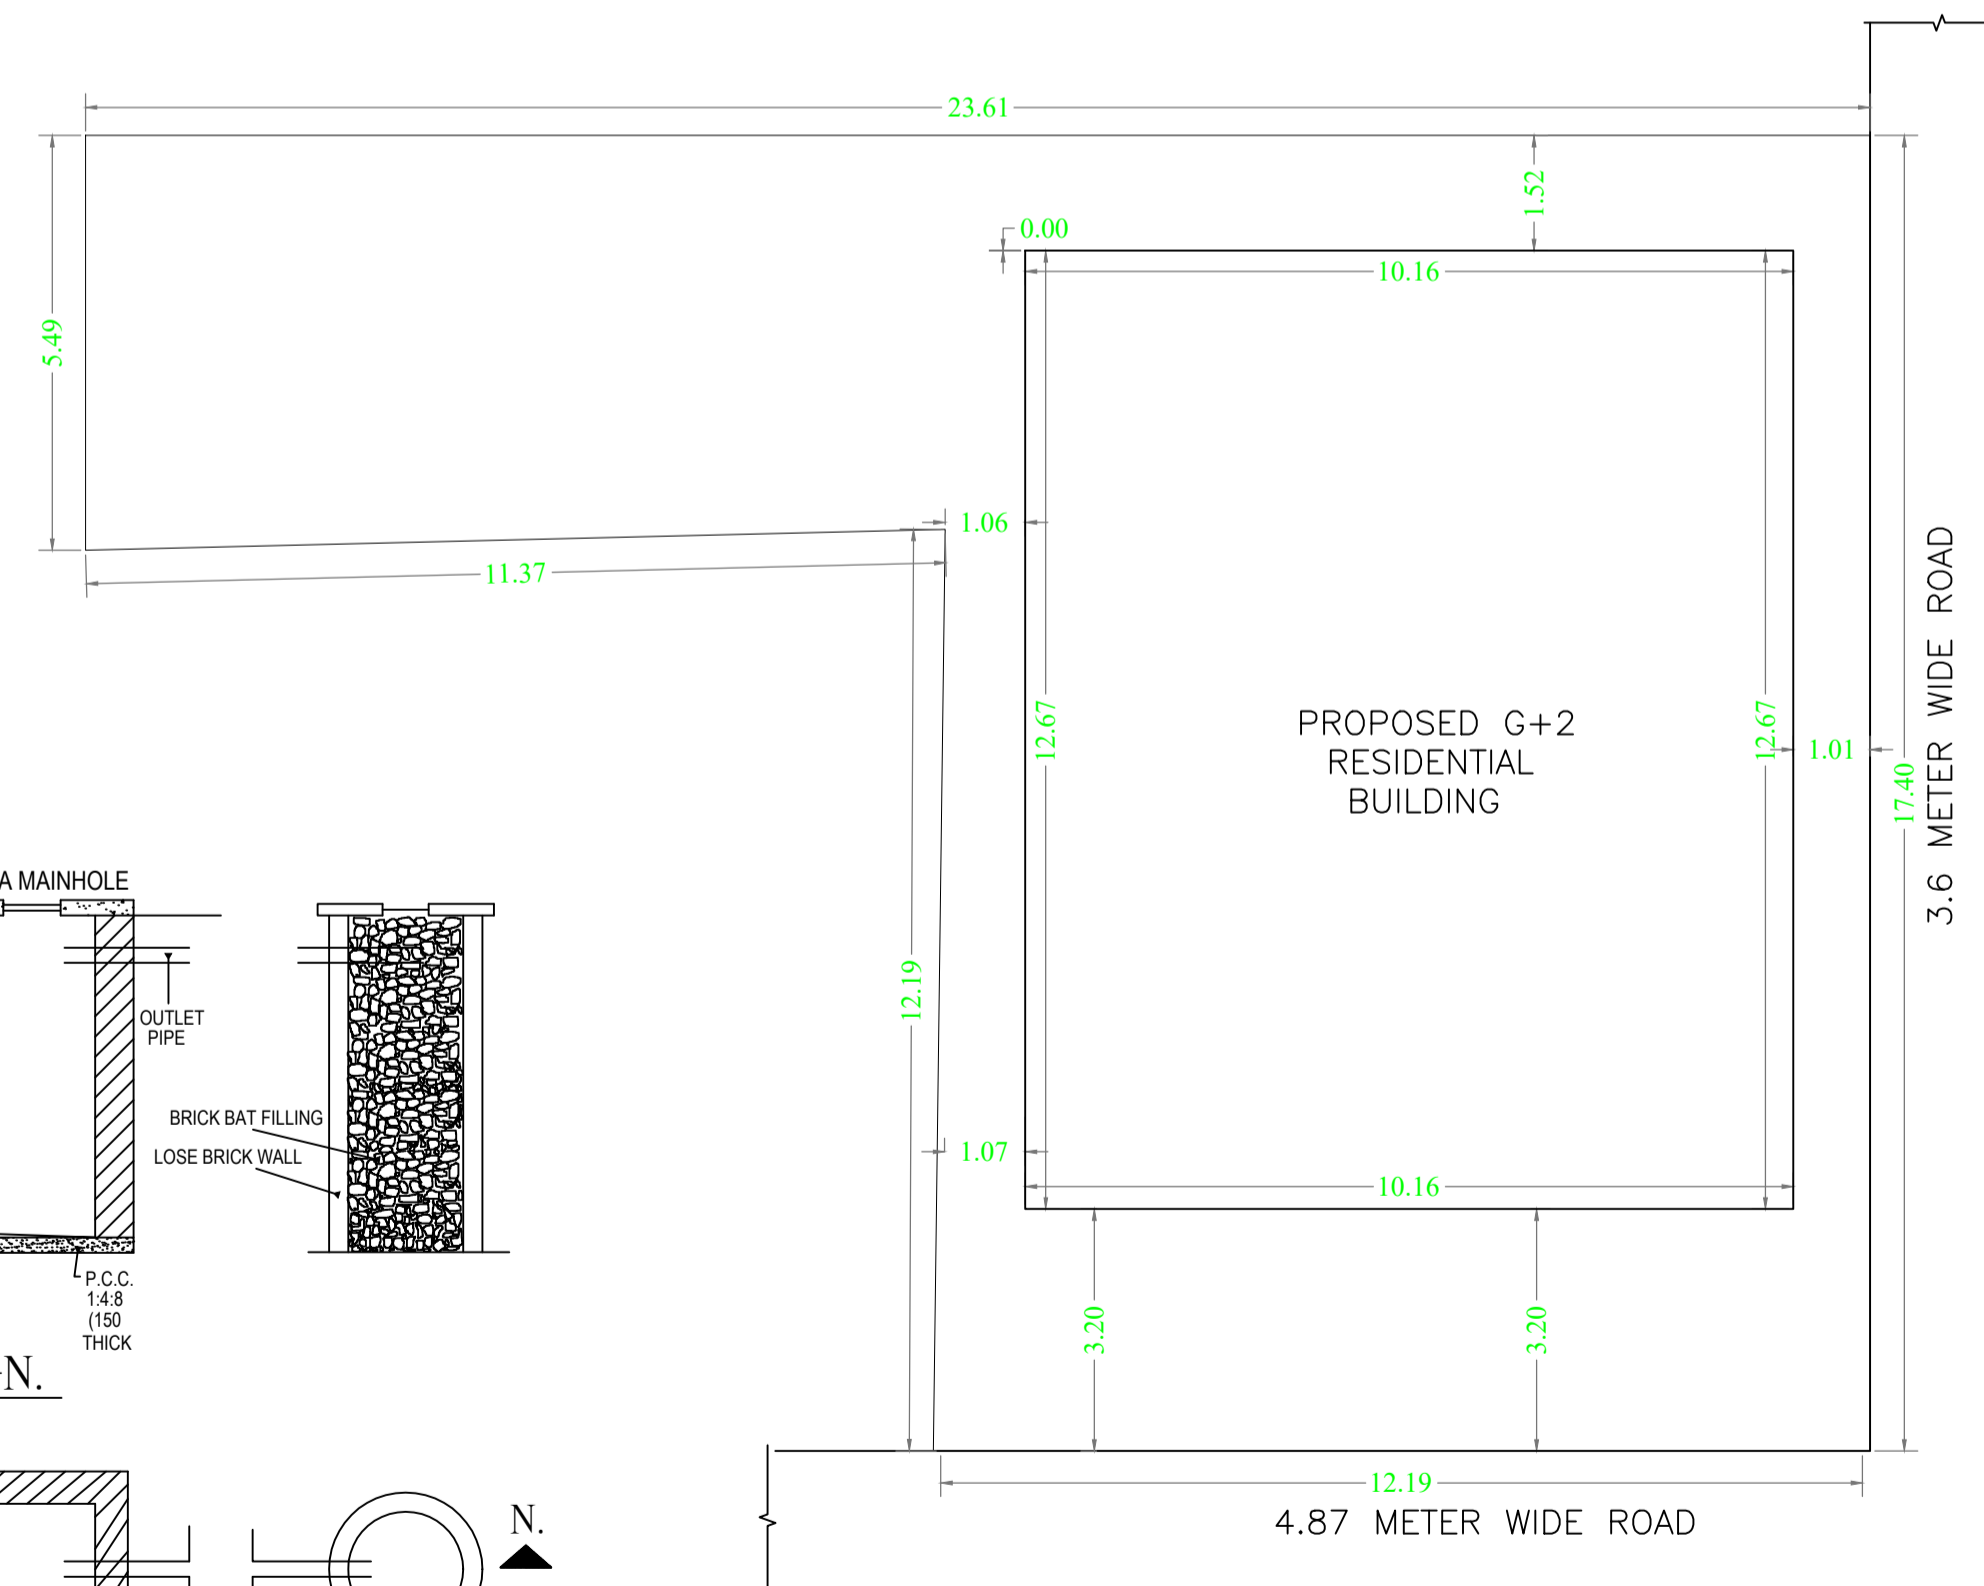 23.61
1.52
0.00
10.16
5.49
1.06
11.37
12.67
PROPOSED G+2
RESIDENTIAL
BUILDING
12.67
1.01
17.40
3.6 METER WIDE ROAD
A MAINHOLE
OUTLET
PIPE
12.19
BRICK BAT FILLING
LOSE BRICK WALL
1.07
10.16
P.C.C.
1:4:8
(150
THICK
3.20
3.20
N.
12.19
4.87 METER WIDE ROAD
N.